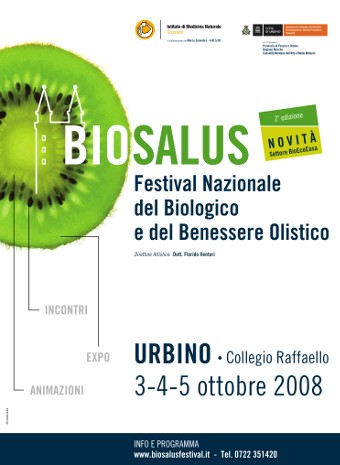 Istituto di Medicina Naturale
2ª edizione
NOVITÀ
Settore BioEcoCasa
BIOSALUS
Festival Nazionale
del Biologico
e del Benessere Olistico
Direttore Artistico: Dott. Florido Venturi
INCONTRI
EXPO
ANIMAZIONI
URBINO • Collegio Raffaello
3-4-5 ottobre 2008
INFO E PROGRAMMA
www.biosalusfestival.it - Tel. 0722 351420